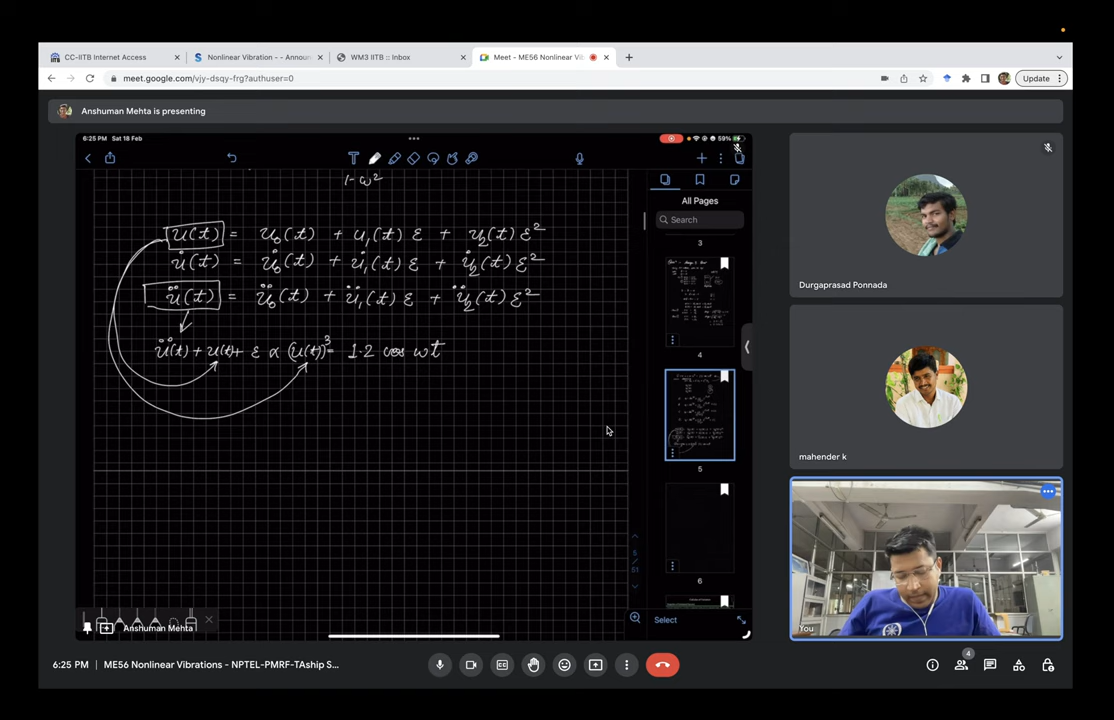 CC-IITB Internet Access
Nonlinear Vibration - - Announ
WM3 IITB :: Inbox
Meet - ME56 Nonlinear Vib
meet.google.com/vjy-dsqy-frg?authuser=0
Update
Anshuman Mehta is presenting
6:25 PM Sat 18 Feb
59%
1-ω²
u(t) = u₀(t) + u₁(t) ε + u₂(t) ε²
u̇(t) = u̇₀(t) + u̇₁(t) ε + u̇₂(t) ε²
ü(t) = ü₀(t) + ü₁(t) ε + ü₂(t) ε²
ü(t) + u(t) + ε α (u(t))³ = 1.2 cos ωt
All Pages
Search
3
4
5
6
5
/
51
Select
Anshuman Mehta
Durgaprasad Ponnada
mahender k
You
6:25 PM | ME56 Nonlinear Vibrations - NPTEL-PMRF-TAship S...
4